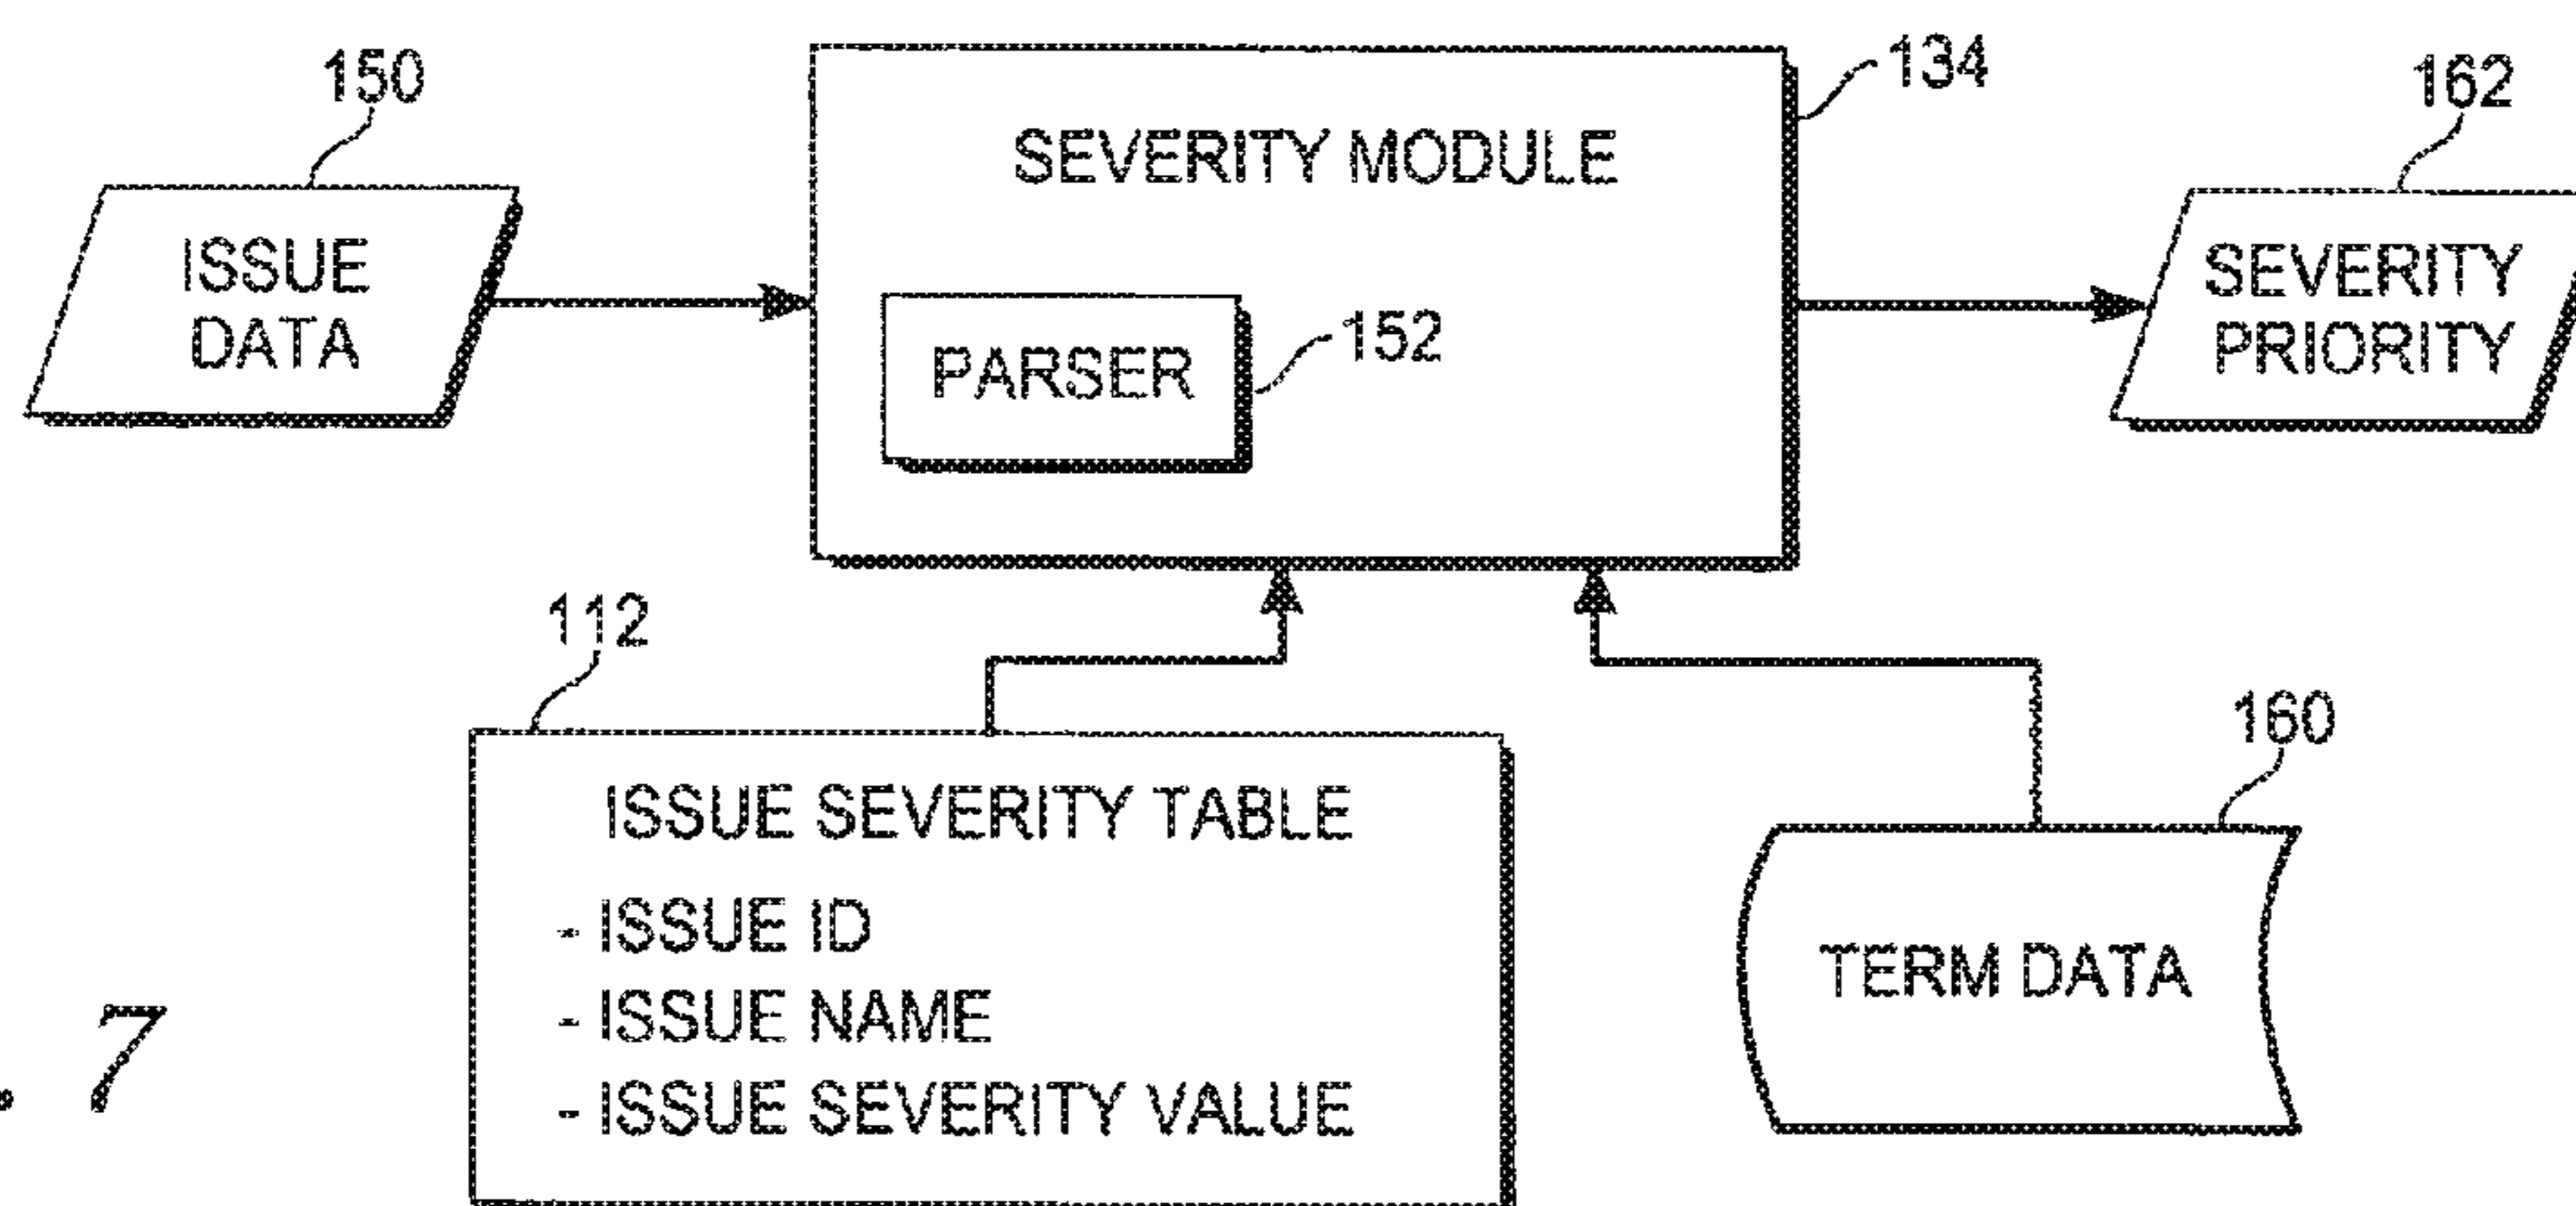 150
134
162
SEVERITY MODULE
ISSUE
DATA
SEVERITY
PRIORITY
PARSER
152
112
160
ISSUE SEVERITY TABLE
- ISSUE ID
- ISSUE NAME
- ISSUE SEVERITY VALUE
TERM DATA
. 7